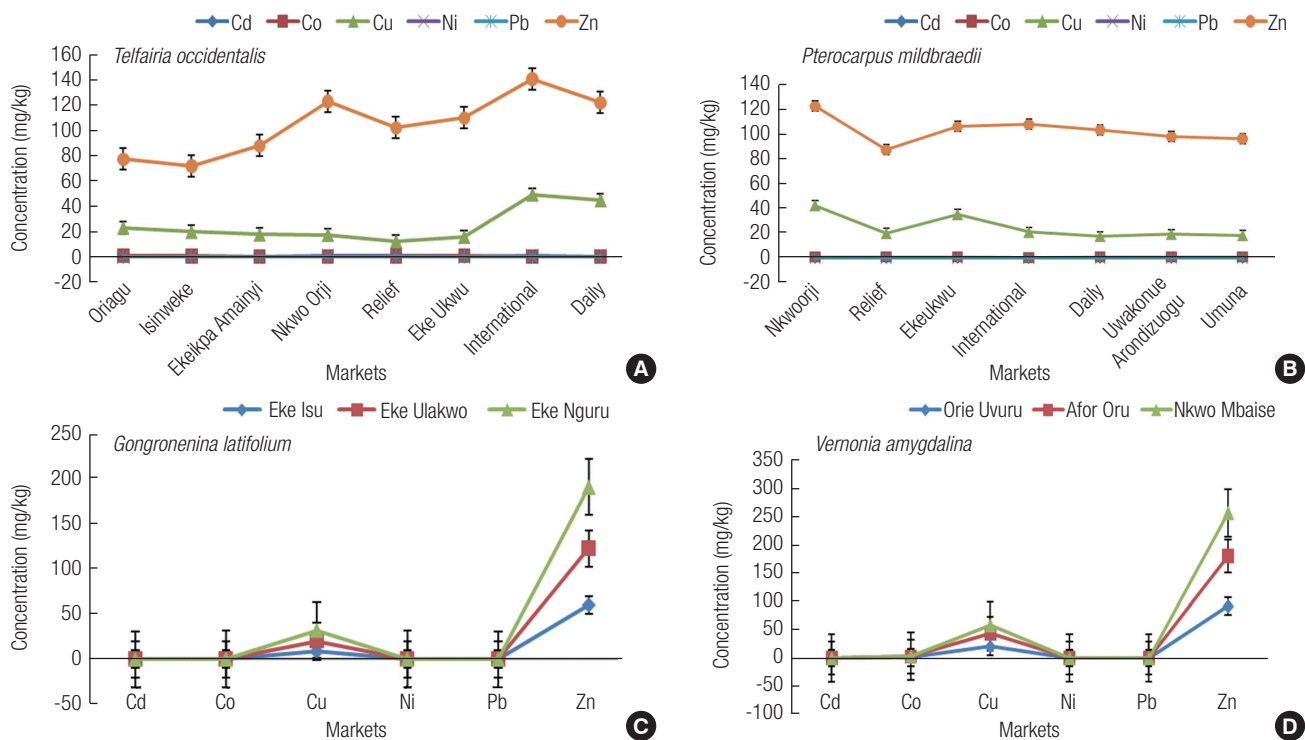 Cd Co Cu Ni Pb Zn
Telfairia occidentalis
Concentration (mg/kg)
160
140
120
100
80
60
40
20
0
-20
Oriagu
Isinweke
Ekeikpa Amainyi
Nkwo Orji
Relief
Eke Ukwu
International
Daily
Markets
A
Cd Co Cu Ni Pb Zn
Pterocarpus mildbraedii
Concentration (mg/kg)
140
120
100
80
60
40
20
0
-20
Nkwoorji
Relief
Ekeukwu
International
Daily
Uwakonue
Arondizuogu
Umuna
Markets
B
Eke Isu Eke Ulakwo Eke Nguru
Gongronenina latifolium
Concentration (mg/kg)
250
200
150
100
50
0
-50
Cd Co Cu Ni Pb Zn
Markets
C
Orie Uvuru Afor Oru Nkwo Mbaise
Vernonia amygdalina
Concentration (mg/kg)
350
300
250
200
150
100
50
0
-50
-100
Cd Co Cu Ni Pb Zn
Markets
D